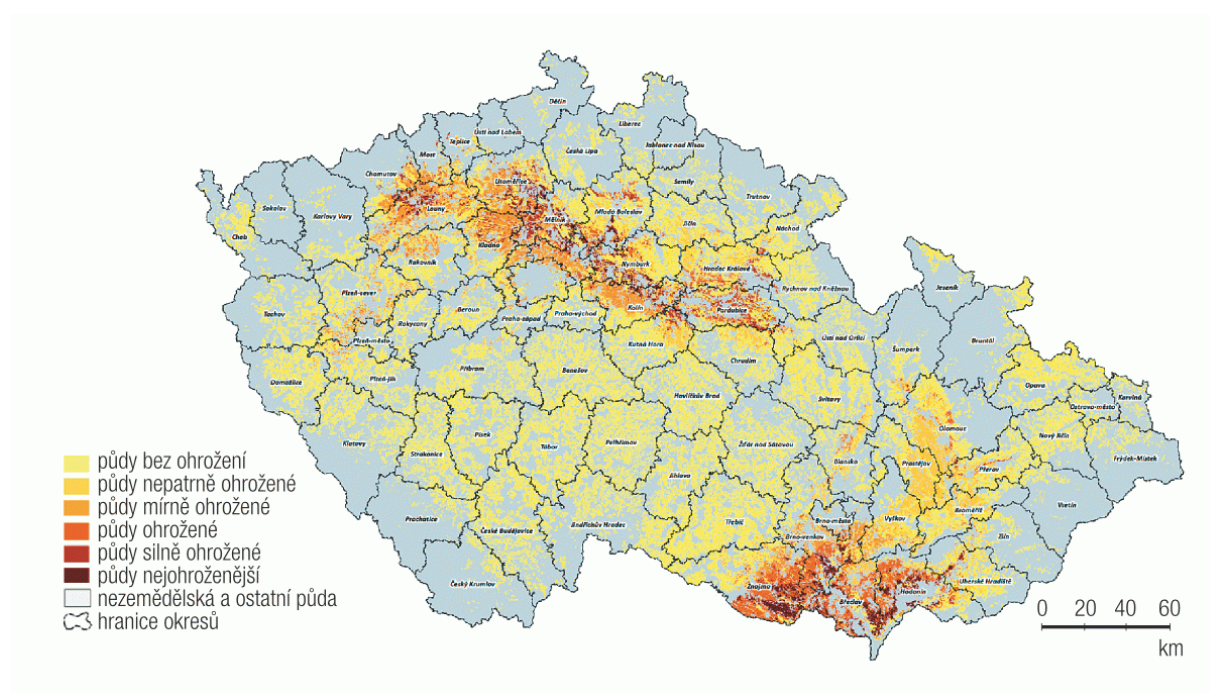 Děčín
Liberec
Ústí nad Labem
Teplice
Jablonec nad Nisou
Most
Česká Lípa
Chomutov
Semily
Litoměřice
Trutnov
Sokolov
Karlovy Vary
Louny
Mladá Boleslav
Mělník
Jičín
Náchod
Cheb
Kladno
Rakovník
Nymburk
Hradec Králové
Rychnov nad Kněžnou
Jeseník
Plzeň-sever
Tachov
Beroun
Praha-západ
Praha-východ
Kolín
Pardubice
Rokycany
Plzeň-město
Kutná Hora
Ústí nad Orlicí
Šumperk
Bruntál
Chrudim
Příbram
Benešov
Domažlice
Plzeň-jih
Opava
Karviná
Ostrava-město
Havlíčkův Brod
Svitavy
Olomouc
Klatovy
Písek
Tábor
Pelhřimov
Žďár nad Sázavou
Nový Jičín
Strakonice
Blansko
Prostějov
Přerov
Frýdek-Místek
Jihlava
Vsetín
Prachatice
České Budějovice
Jindřichův Hradec
Třebíč
Brno-město
Vyškov
Kroměříž
Brno-venkov
Zlín
Český Krumlov
Znojmo
Břeclav
Hodonín
Uherské Hradiště
půdy bez ohrožení
půdy nepatrně ohrožené
půdy mírně ohrožené
půdy ohrožené
půdy silně ohrožené
půdy nejohroženější
nezemědělská a ostatní půda
hranice okresů
0 20 40 60
km